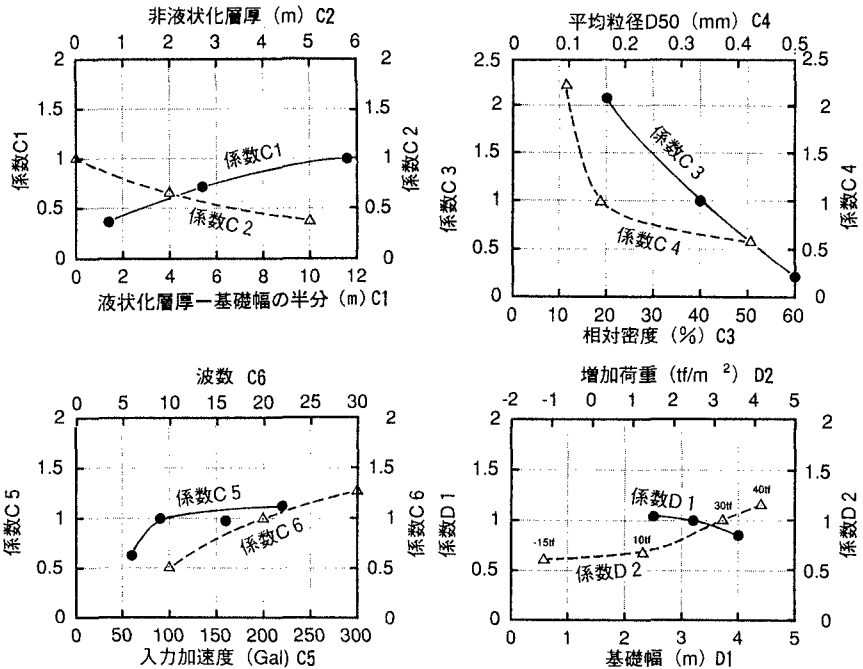 非液状化層厚 (m) C2
0 1 2 3 4 5 6
係数C1
2 1.5 1 0.5 0
係数C1
係数C2
2 1.5 1 0.5 0
係数C2
0 2 4 6 8 10 12
液状化層厚ー基礎幅の半分 (m) C1
平均粒径D50 (mm) C4
0 0.1 0.2 0.3 0.4 0.5
係数C3
2.5 2 1.5 1 0.5 0
係数C3
係数C4
2.5 2 1.5 1 0.5 0
係数C4
0 10 20 30 40 50 60
相対密度 (%) C3
波数 C6
0 5 10 15 20 25 30
係数C5
2 1.5 1 0.5 0
係数C5
係数C6
2 1.5 1 0.5 0
係数C6
0 50 100 150 200 250 300
入力加速度 (Gal) C5
増加荷重 (tf/m²) D2
-2 -1 0 1 2 3 4 5
係数D1
2 1.5 1 0.5 0
係数D1
-15tf 10tf 30tf 40tf
係数D2
2 1.5 1 0.5 0
係数D2
0 1 2 3 4 5
基礎幅 (m) D1